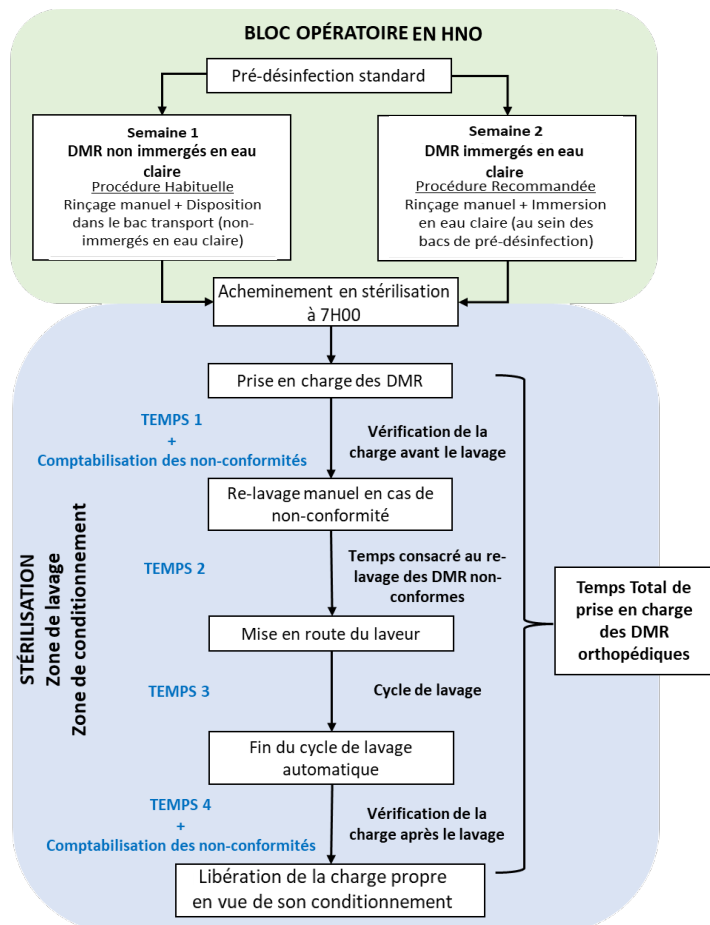 BLOC OPÉRATOIRE EN HNO
Pré-désinfection standard
Semaine 1
DMR non immergés en eau
claire
Procédure Habituelle
Rinçage manuel + Disposition
dans le bac transport (non-
immergés en eau claire)
Semaine 2
DMR immergés en eau
claire
Procédure Recommandée
Rinçage manuel + Immersion
en eau claire (au sein des
bacs de pré-désinfection)
Acheminement en stérilisation
à 7H00
Prise en charge des DMR
TEMPS 1
+
Comptabilisation des non-conformités
Vérification de la
charge avant le lavage
Re-lavage manuel en cas de
non-conformité
TEMPS 2
Temps consacré au re-
lavage des DMR non-
conformes
Mise en route du laveur
TEMPS 3
Cycle de lavage
Fin du cycle de lavage
automatique
TEMPS 4
+
Comptabilisation des non-conformités
Vérification de la
charge après le lavage
Libération de la charge propre
en vue de son conditionnement
STÉRILISATION
Zone de lavage
Zone de conditionnement
Temps Total de
prise en charge
des DMR
orthopédiques